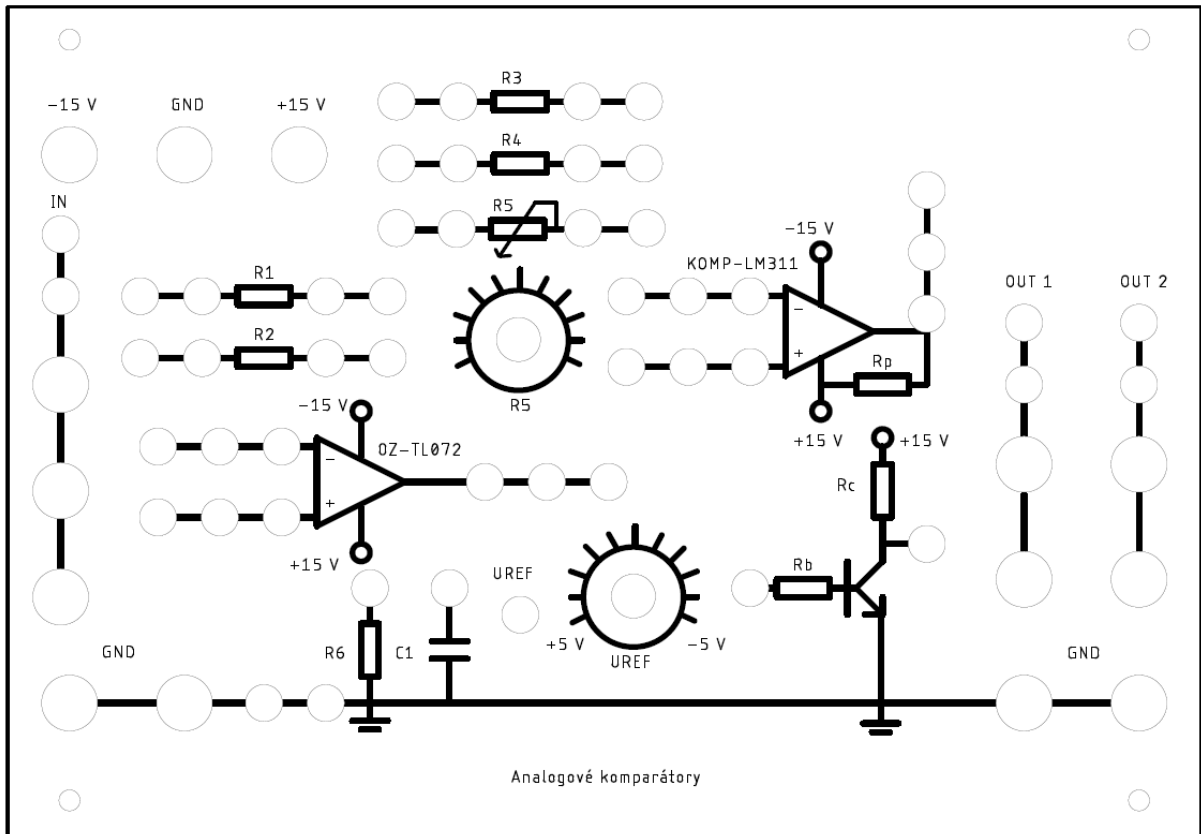 -15 V
GND
+15 V
R3
R4
R5
IN
R1
R2
R5
KOMP-LM311
-15 V
-
+
Rp
+15 V
OUT 1
OUT 2
-15 V
OZ-TL072
-
+
+15 V
+15 V
Rc
Rb
UREF
+5 V
-5 V
UREF
R6
C1
GND
GND
Analogové komparátory